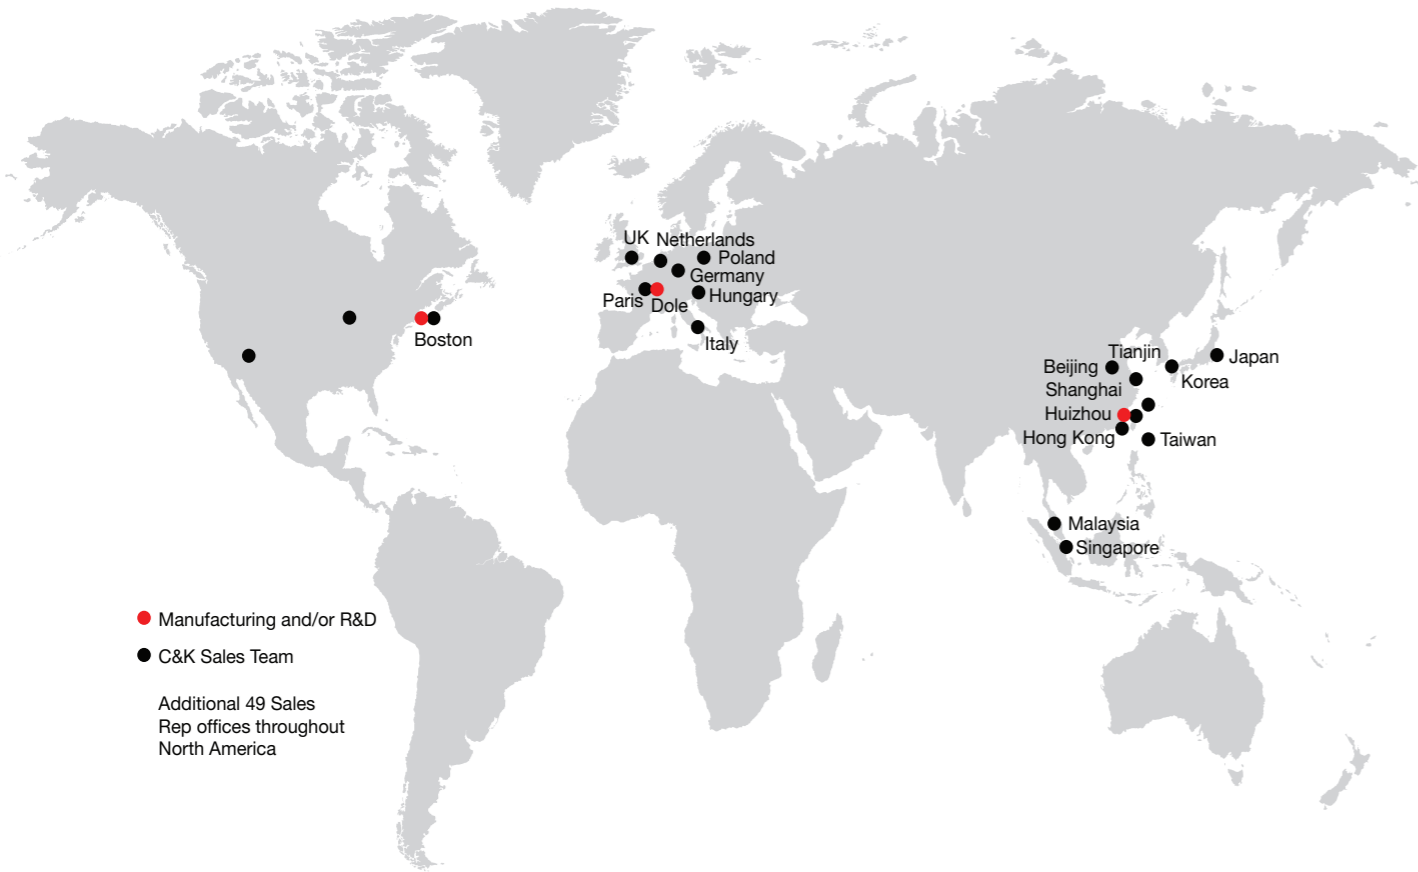 UK
Netherlands
Poland
Germany
Paris
Dole
Hungary
Boston
Italy
Tianjin
Japan
Beijing
Korea
Shanghai
Huizhou
Hong Kong
Taiwan
Malaysia
Singapore
Manufacturing and/or R&D
C&K Sales Team
Additional 49 Sales
Rep offices throughout
North America